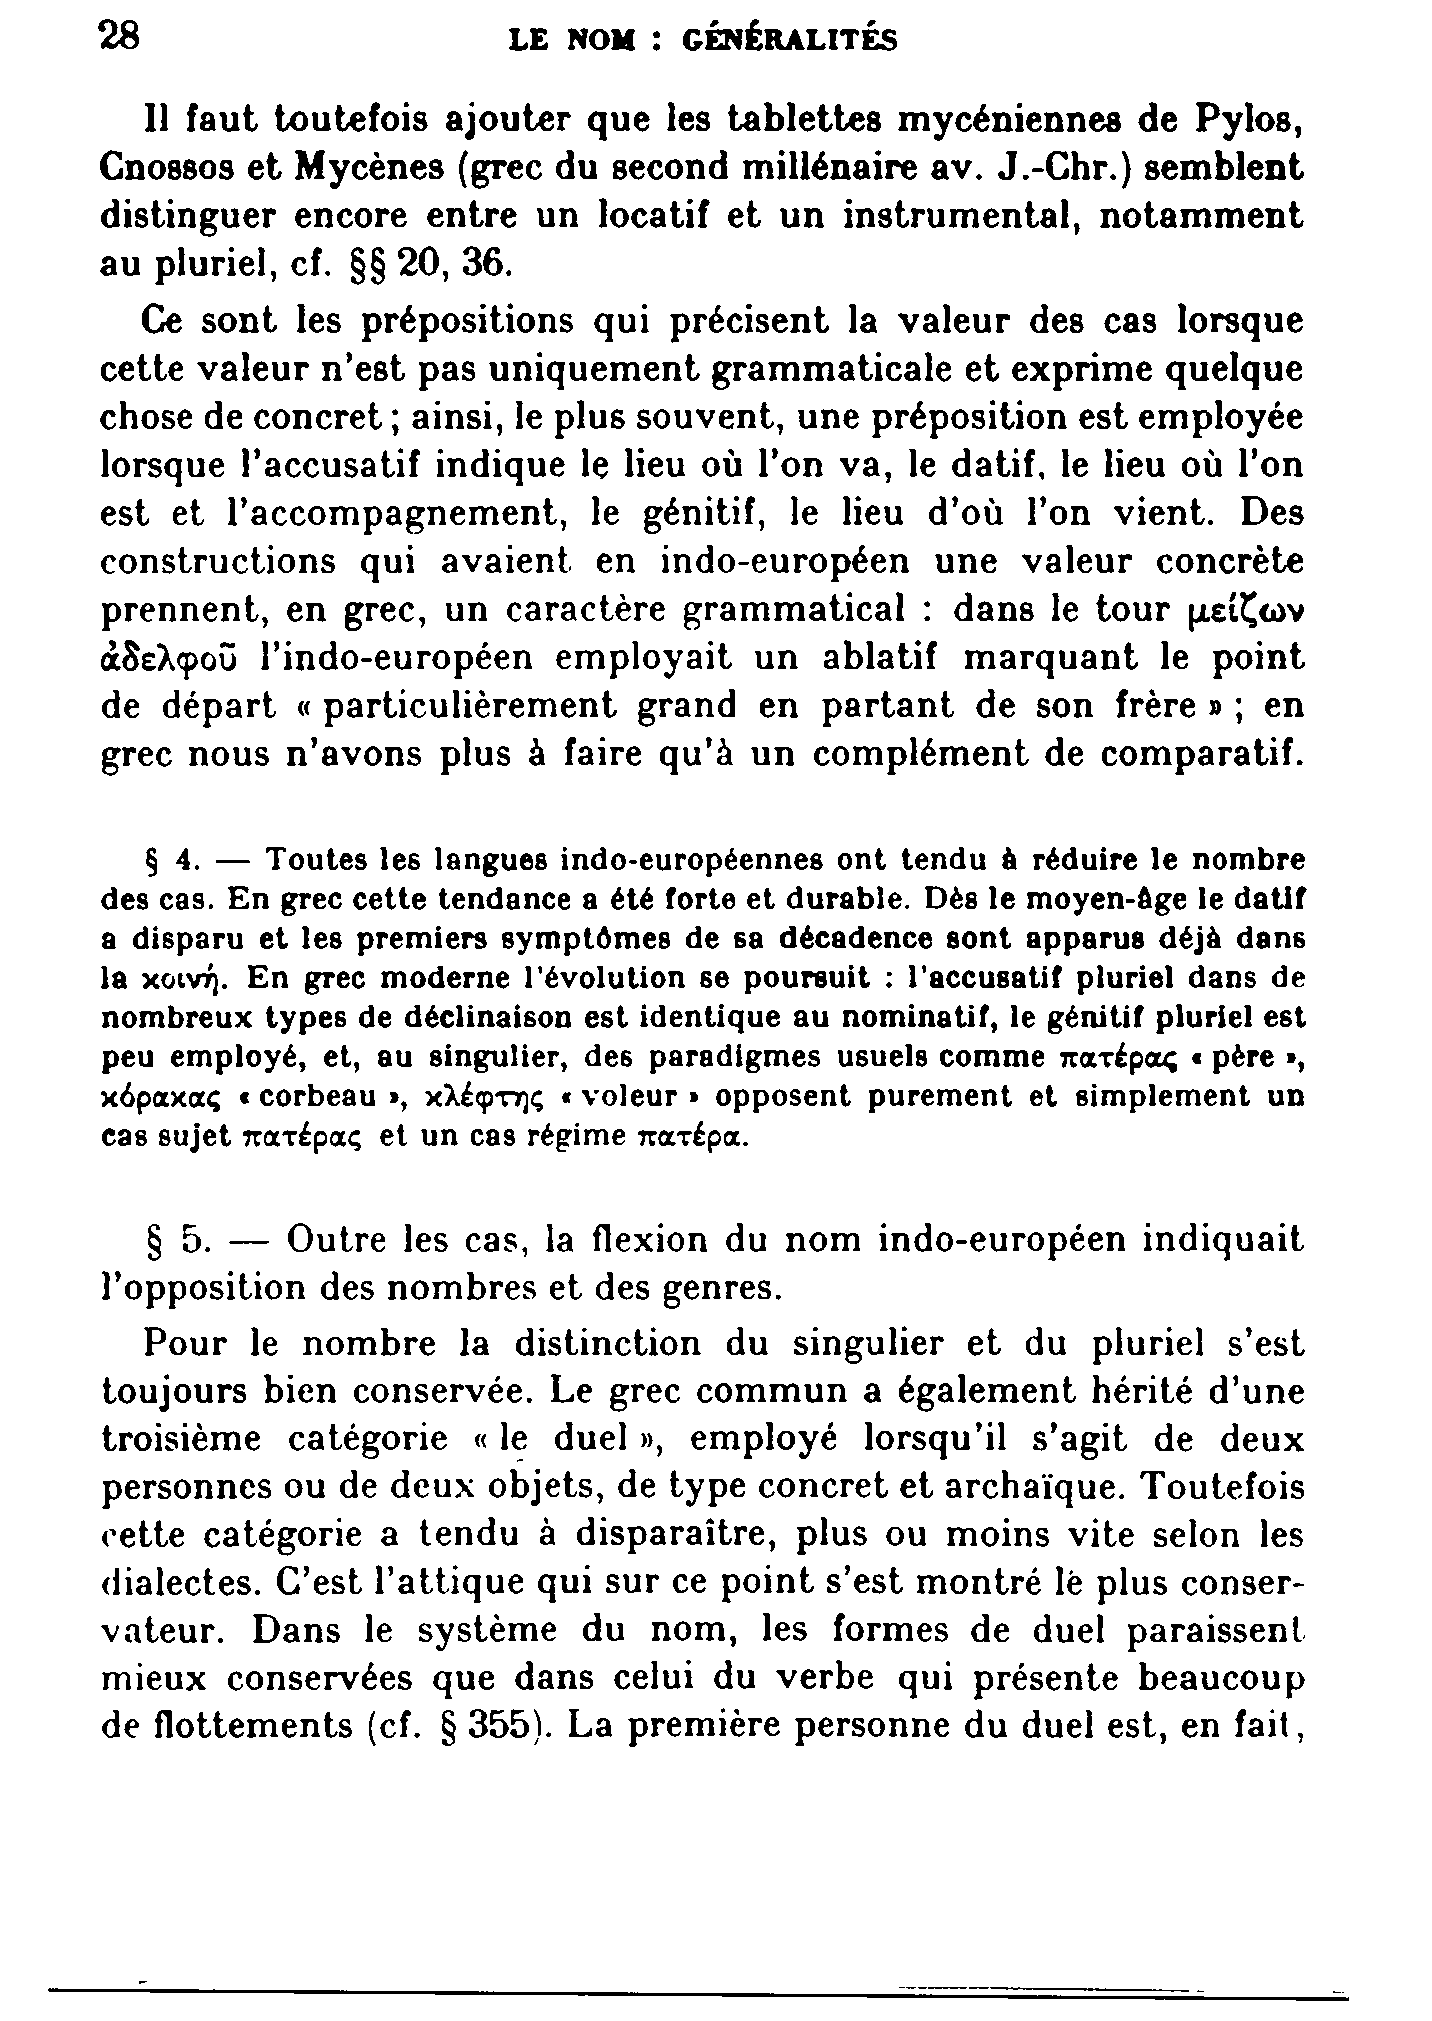 28
LE NOM : GÉNÉRALITÉS
Il faut toutefois ajouter que les tablettes mycéniennes de Pylos,
Cnossos et Mycènes (grec du second millénaire av. J.-Chr.) semblent
distinguer encore entre un locatif et un instrumental, notamment
au pluriel, cf. §§ 20, 36.
Ce sont les prépositions qui précisent la valeur des cas lorsque
cette valeur n'est pas uniquement grammaticale et exprime quelque
chose de concret ; ainsi, le plus souvent, une préposition est employée
lorsque l'accusatif indique le lieu où l'on va, le datif, le lieu où l'on
est et l'accompagnement, le génitif, le lieu d'où l'on vient. Des
constructions qui avaient en indo-européen une valeur concrète
prennent, en grec, un caractère grammatical : dans le tour μείζων
ἀδελφοῦ l'indo-européen employait un ablatif marquant le point
de départ « particulièrement grand en partant de son frère » ; en
grec nous n'avons plus à faire qu'à un complément de comparatif.
§ 4. — Toutes les langues indo-européennes ont tendu à réduire le nombre
des cas. En grec cette tendance a été forte et durable. Dès le moyen-âge le datif
a disparu et les premiers symptômes de sa décadence sont apparus déjà dans
la κοινή. En grec moderne l'évolution se poursuit : l'accusatif pluriel dans de
nombreux types de déclinaison est identique au nominatif, le génitif pluriel est
peu employé, et, au singulier, des paradigmes usuels comme πατέρας « père »,
κόρακας « corbeau », κλέφτης « voleur » opposent purement et simplement un
cas sujet πατέρας et un cas régime πατέρα.
§ 5. — Outre les cas, la flexion du nom indo-européen indiquait
l'opposition des nombres et des genres.
Pour le nombre la distinction du singulier et du pluriel s'est
toujours bien conservée. Le grec commun a également hérité d'une
troisième catégorie « le duel », employé lorsqu'il s'agit de deux
personnes ou de deux objets, de type concret et archaïque. Toutefois
cette catégorie a tendu à disparaître, plus ou moins vite selon les
dialectes. C'est l'attique qui sur ce point s'est montré le plus conser-
vateur. Dans le système du nom, les formes de duel paraissent
mieux conservées que dans celui du verbe qui présente beaucoup
de flottements (cf. § 355). La première personne du duel est, en fait,